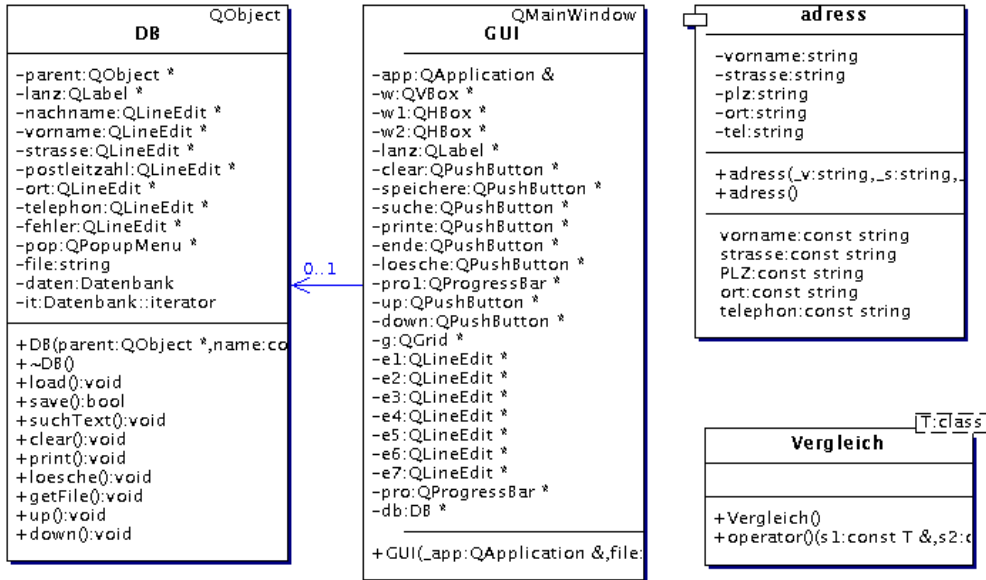 QObject
DB
-parent:QObject *
-lanz:QLabel *
-nachname:QLineEdit *
-vorname:QLineEdit *
-strasse:QLineEdit *
-postleitzahl:QLineEdit *
-ort:QLineEdit *
-telephon:QLineEdit *
-fehler:QLineEdit *
-pop:QPopupMenu *
-file:string
-daten:Datenbank
-it:Datenbank::iterator
+DB(parent:QObject *,name:co
+~DB()
+load():void
+save():bool
+suchText():void
+clear():void
+print():void
+loesche():void
+getFile():void
+up():void
+down():void
0..1
QMainWindow
GUI
-app:QApplication &
-w:QVBox *
-w1:QHBox *
-w2:QHBox *
-lanz:QLabel *
-clear:QPushButton *
-speichere:QPushButton *
-suche:QPushButton *
-printe:QPushButton *
-ende:QPushButton *
-loesche:QPushButton *
-pro1:QProgressBar *
-up:QPushButton *
-down:QPushButton *
-g:QGrid *
-e1:QLineEdit *
-e2:QLineEdit *
-e3:QLineEdit *
-e4:QLineEdit *
-e5:QLineEdit *
-e6:QLineEdit *
-e7:QLineEdit *
-pro:QProgressBar *
-db:DB *
+GUI(_app:QApplication &,file:
adress
-vorname:string
-strasse:string
-plz:string
-ort:string
-tel:string
+adress(_v:string,_s:string,_
+adress()
vorname:const string
strasse:const string
PLZ:const string
ort:const string
telephon:const string
T:class
Vergleich
+Vergleich()
+operator()(s1:const T &,s2:c